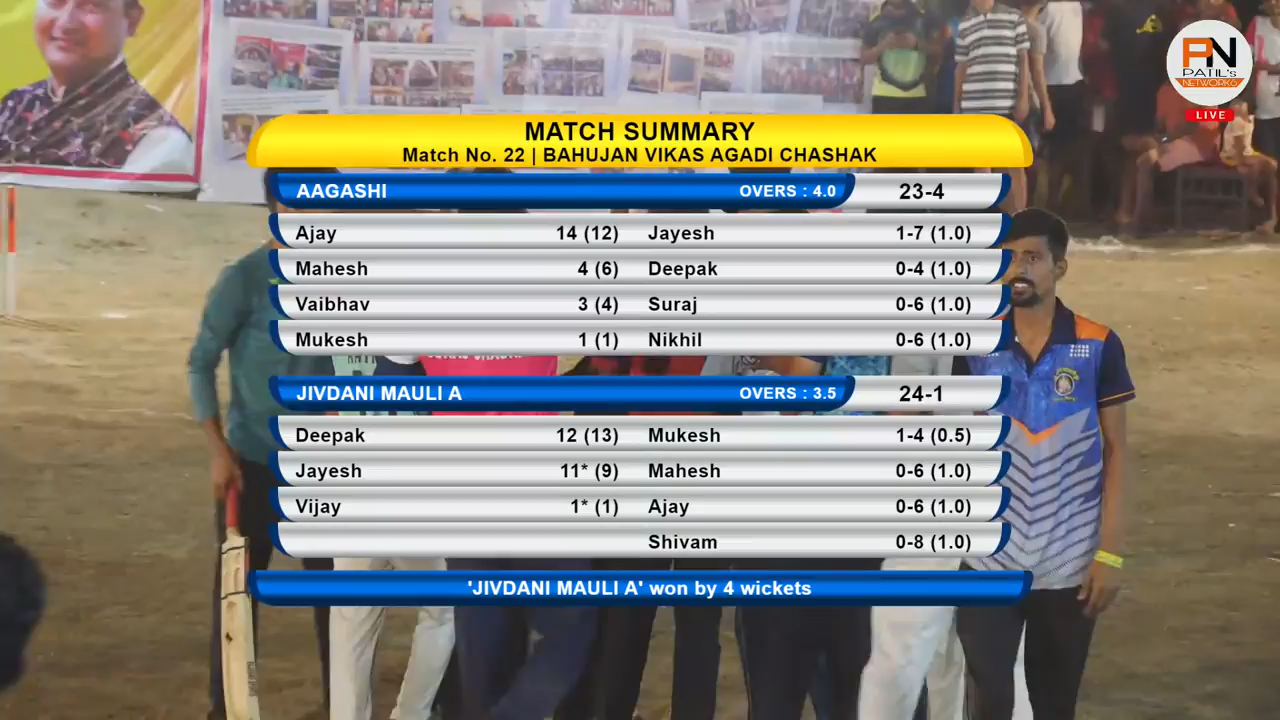 PN
PATIL's
NETWORKS
LIVE
MATCH SUMMARY
Match No. 22 | BAHUJAN VIKAS AGADI CHASHAK
AAGASHI OVERS : 4.0 23-4
Ajay 14 (12) Jayesh 1-7 (1.0)
Mahesh 4 (6) Deepak 0-4 (1.0)
Vaibhav 3 (4) Suraj 0-6 (1.0)
Mukesh 1 (1) Nikhil 0-6 (1.0)
JIVDANI MAULI A OVERS : 3.5 24-1
Deepak 12 (13) Mukesh 1-4 (0.5)
Jayesh 11* (9) Mahesh 0-6 (1.0)
Vijay 1* (1) Ajay 0-6 (1.0)
Shivam 0-8 (1.0)
'JIVDANI MAULI A' won by 4 wickets